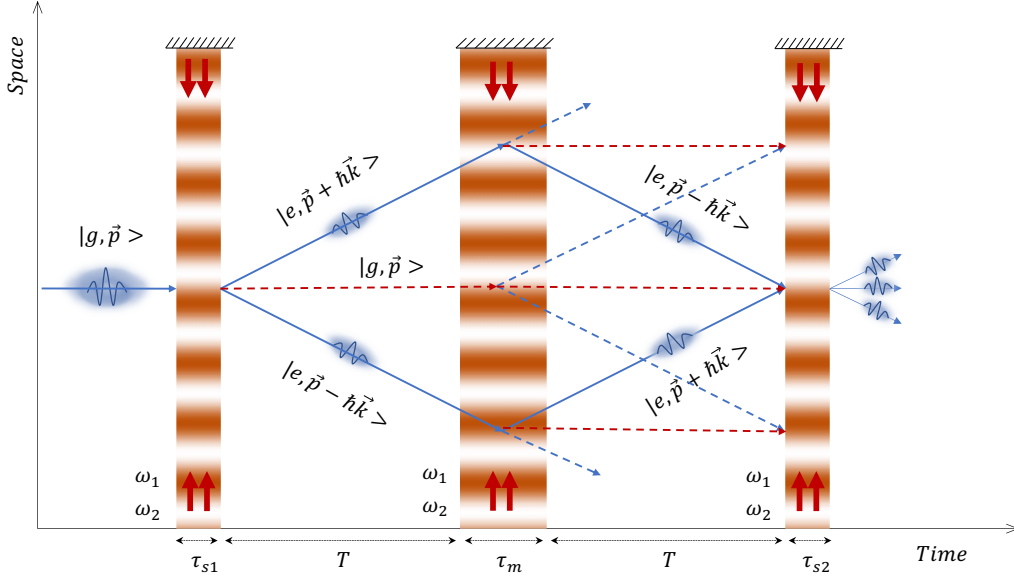 Space
|g, p⃗ >
|e, p⃗ + ħk⃗ >
|g, p⃗ >
|e, p⃗ − ħk⃗ >
|e, p⃗ − ħk⃗ >
|e, p⃗ + ħk⃗ >
ω₁
ω₂
ω₁
ω₂
ω₁
ω₂
τₛ₁
T
τₘ
T
τₛ₂
Time